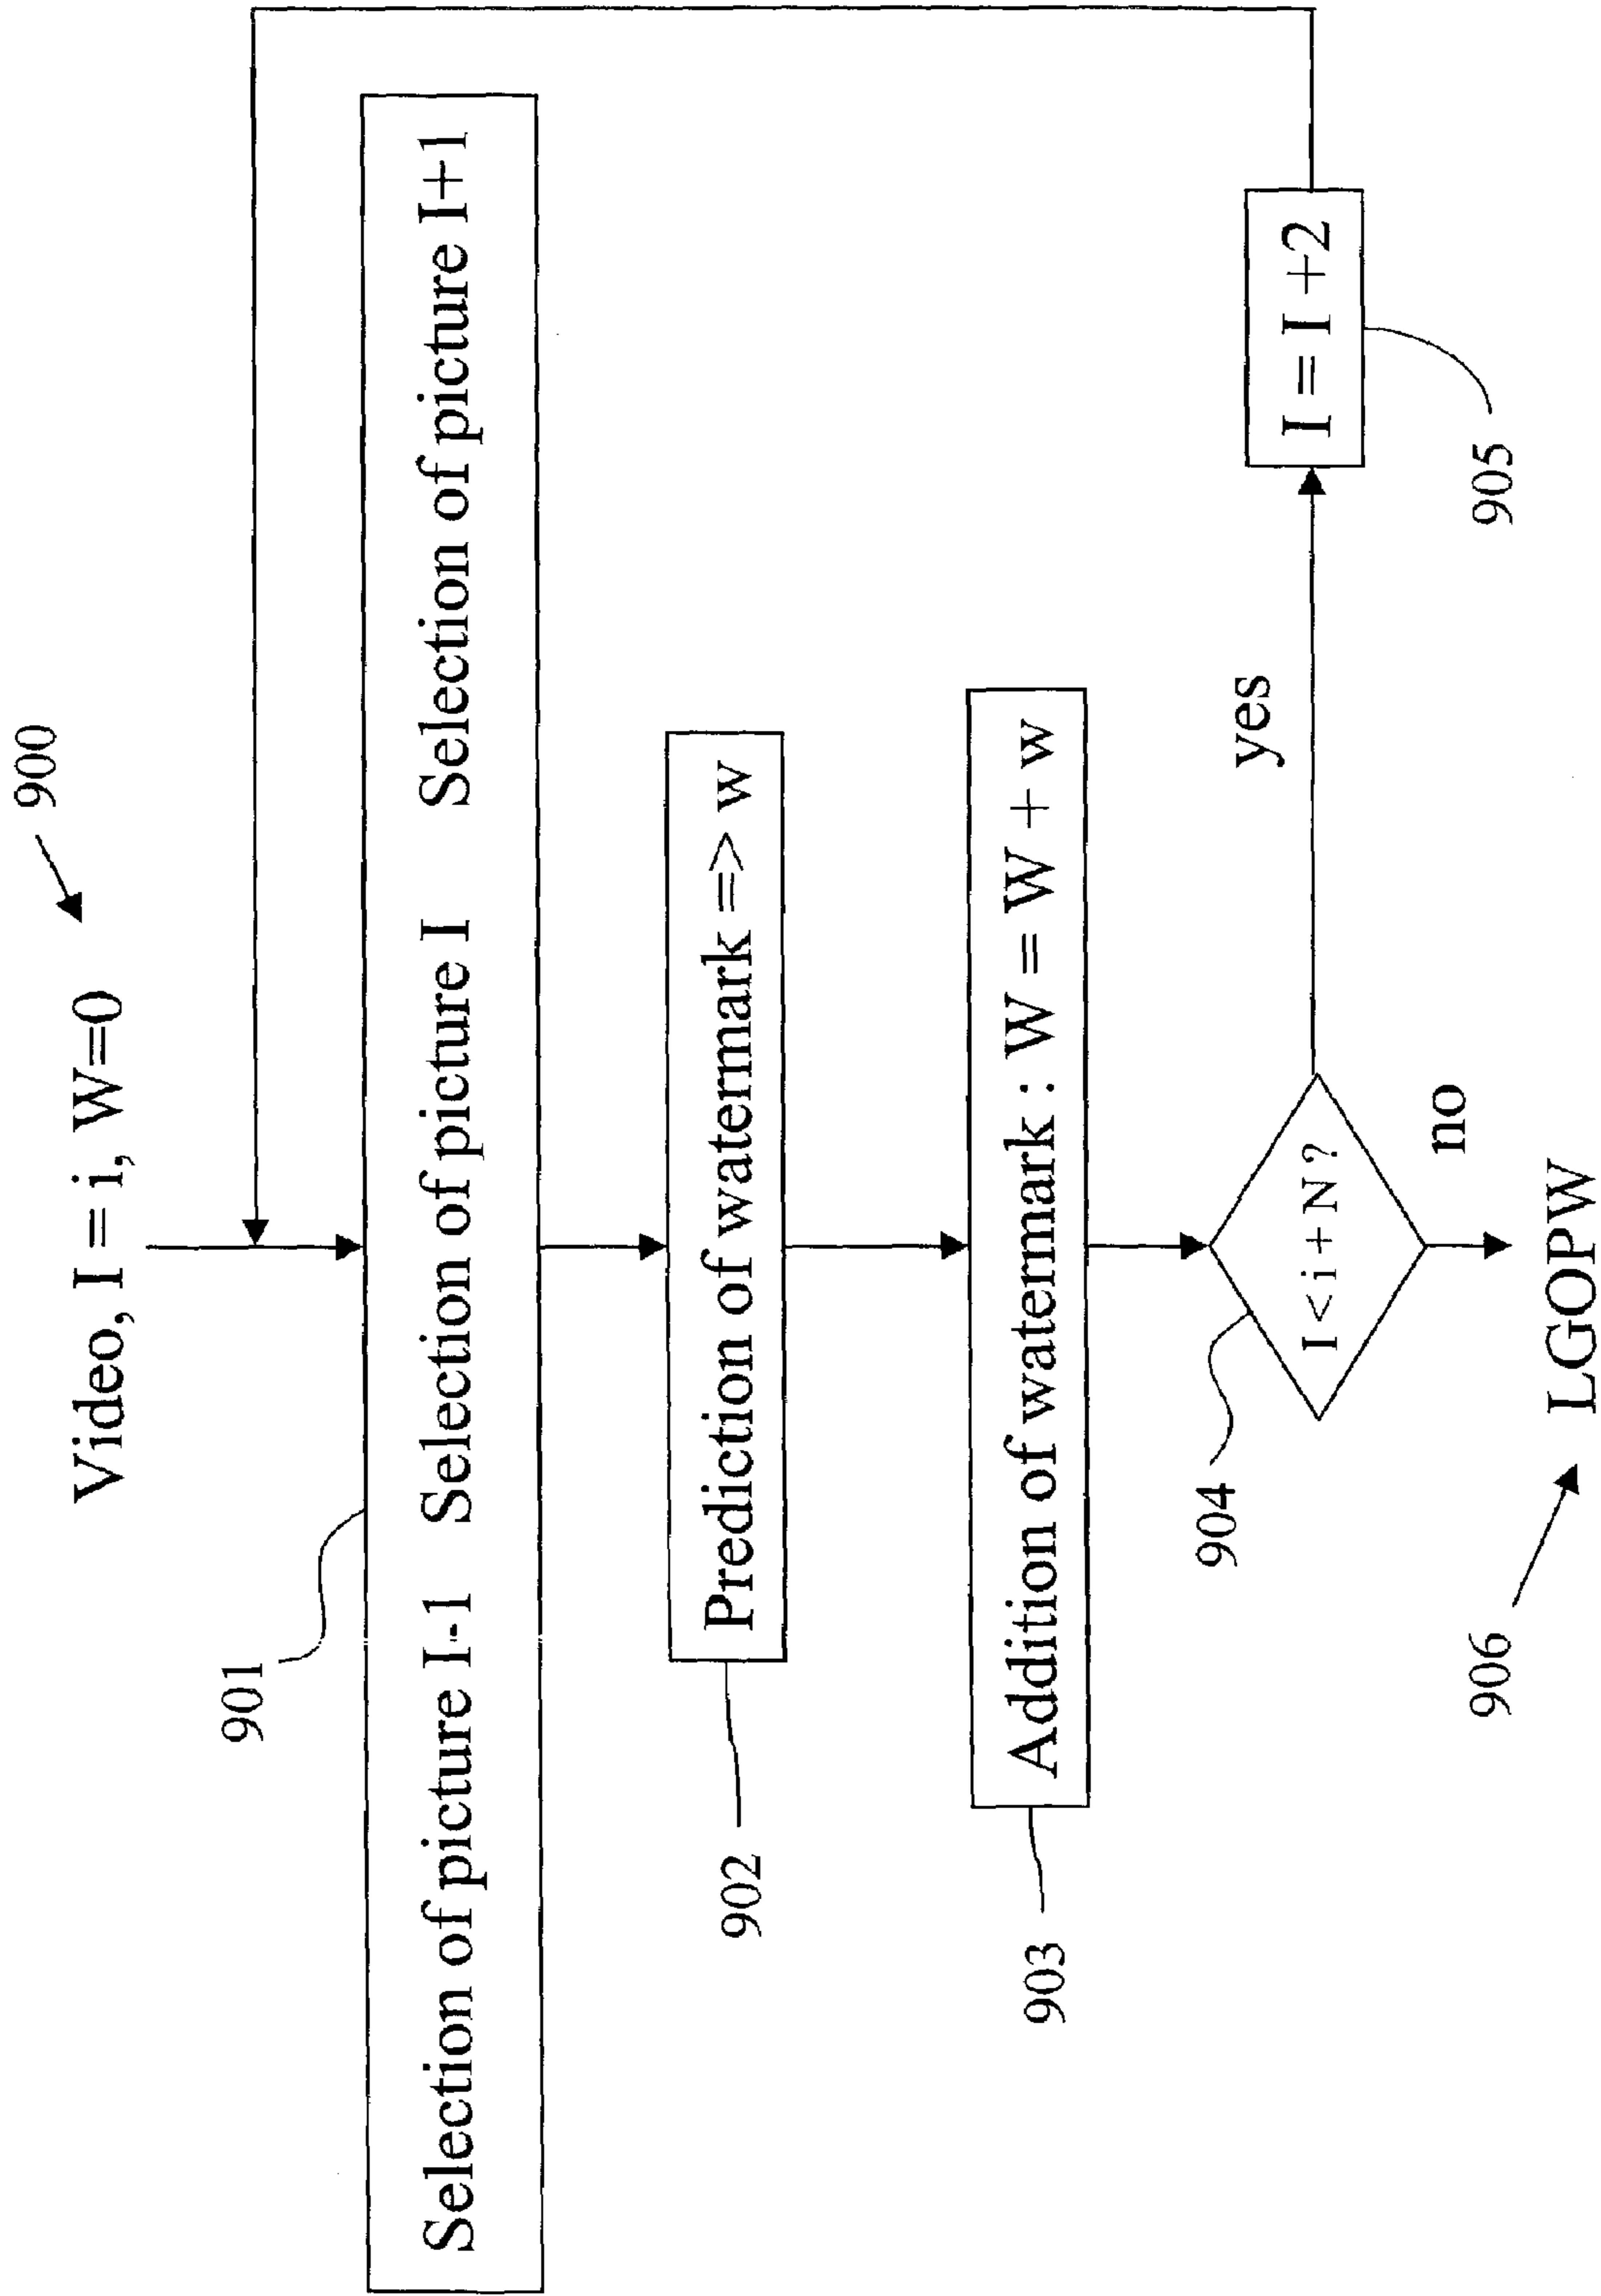 900
Video, I = i, W=0
901
Selection of picture I-1 Selection of picture I Selection of picture I+1
902
Prediction of watermark => w
903
Addition of watermark : W = W + w
904
I < i + N ?
yes
I = I +2
905
no
906
LGOPW